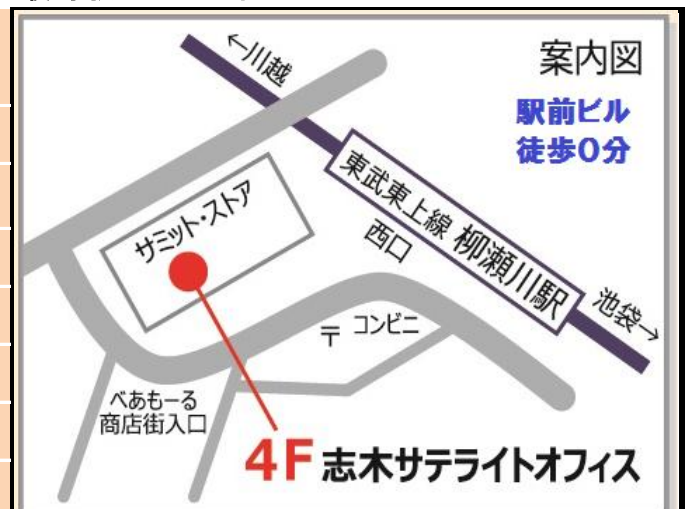 案内図
駅前ビル
徒歩0分
←川越
東武東上線 柳瀬川駅
西口
池袋→
サミット・ストア
〒 コンビニ
べあもーる
商店街入口
4F 志木サテライトオフィス